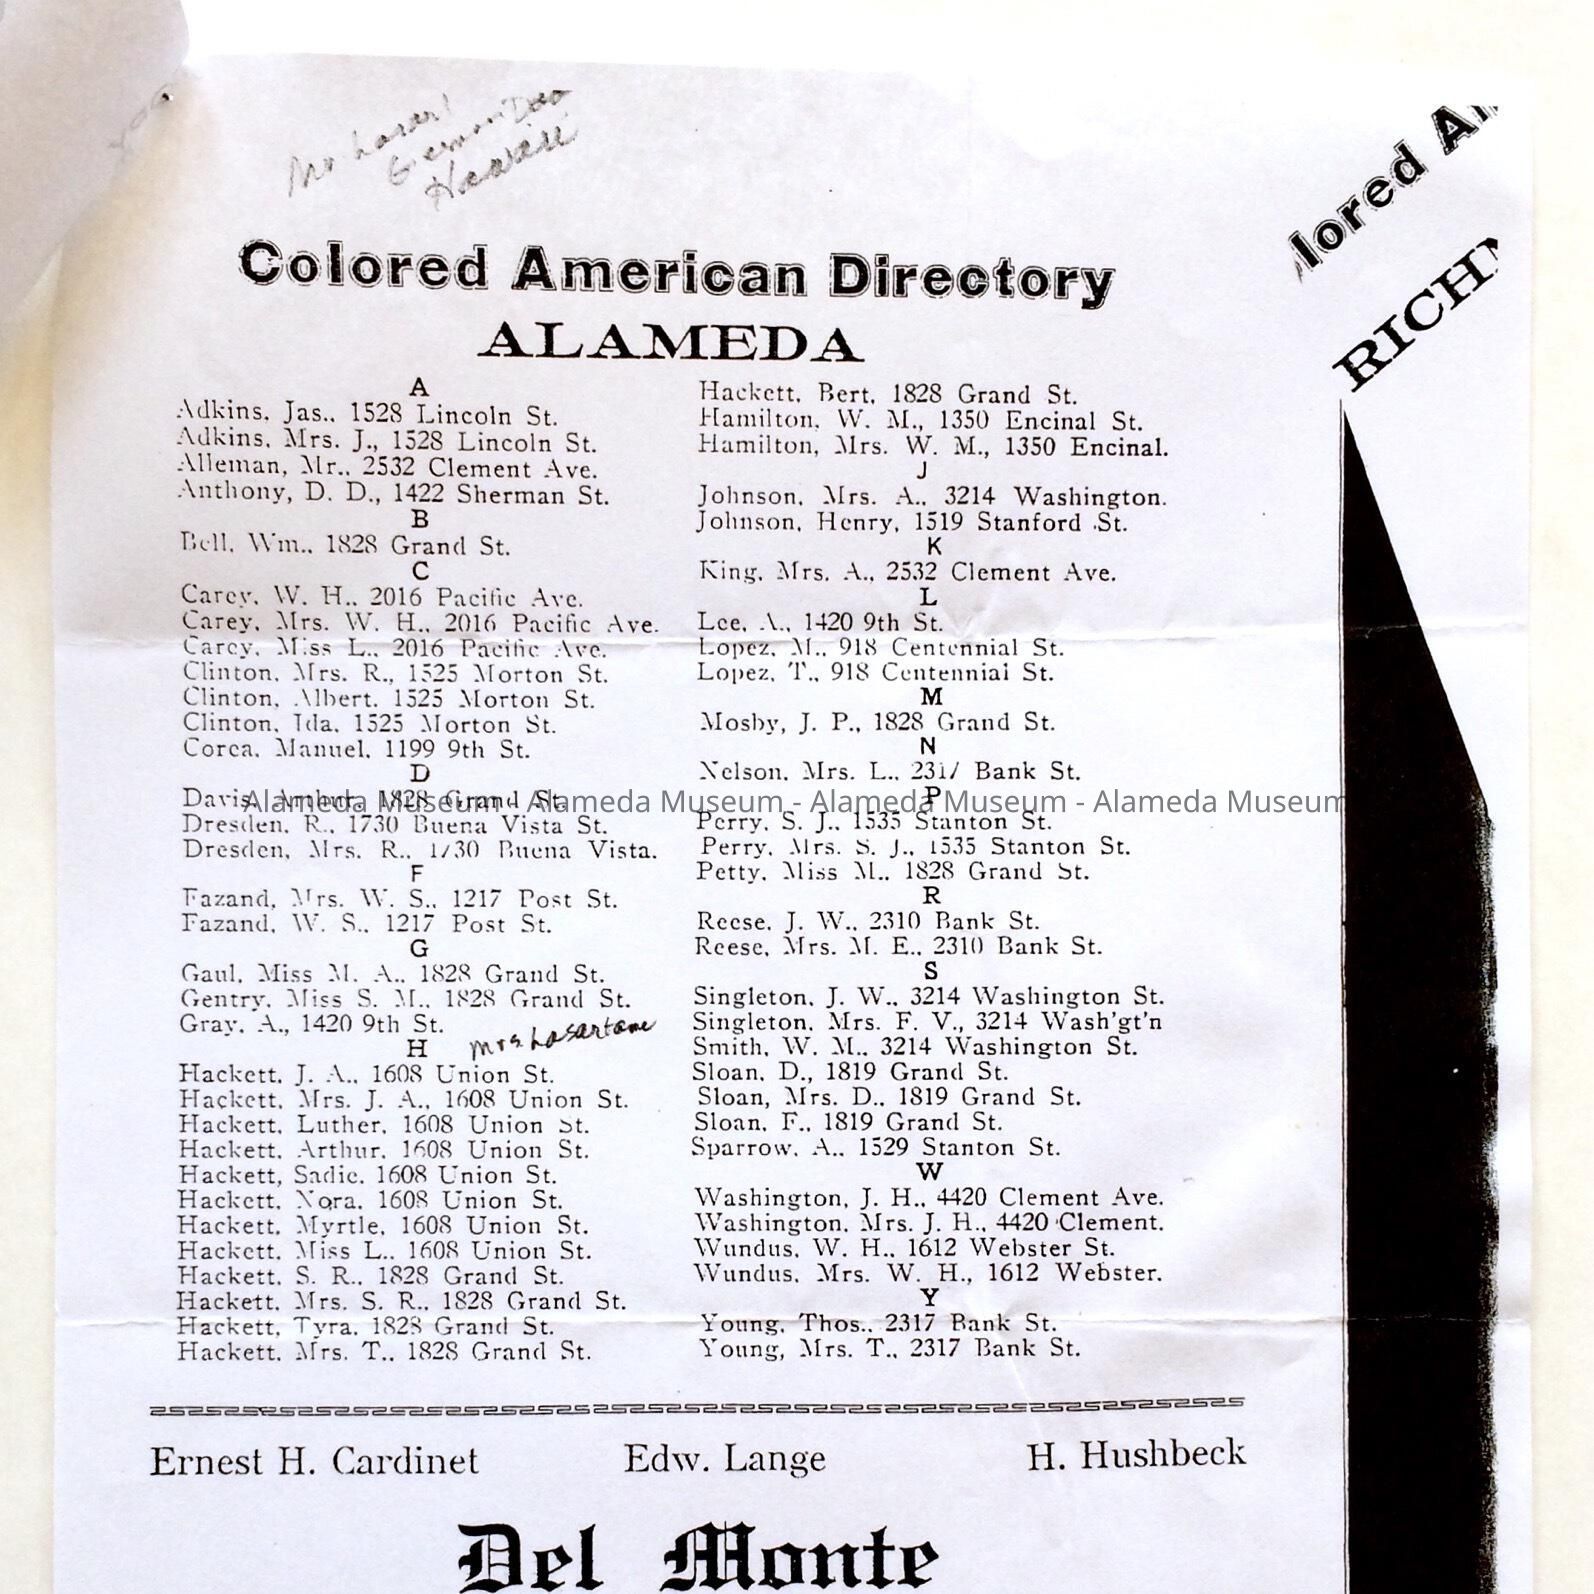 Hawaii
Colored American Directory
ALAMEDA
A
Adkins, Jas., 1528 Lincoln St.
Adkins, Mrs. J., 1528 Lincoln St.
Alleman, Mr., 2532 Clement Ave.
Anthony, D. D., 1422 Sherman St.
B
Bell, Wm., 1828 Grand St.
C
Carey, W. H., 2016 Pacific Ave.
Carey, Mrs. W. H., 2016 Pacific Ave.
Carey, Miss L., 2016 Pacific Ave.
Clinton, Mrs. R., 1525 Morton St.
Clinton, Albert, 1525 Morton St.
Clinton, Ida, 1525 Morton St.
Corea, Manuel, 1199 9th St.
D
Davis, Arthur, 1828 Grand St.
Dresden, R., 1730 Buena Vista St.
Dresden, Mrs. R., 1730 Buena Vista.
F
Fazand, Mrs. W. S., 1217 Post St.
Fazand, W. S., 1217 Post St.
G
Gaul, Miss M. A., 1828 Grand St.
Gentry, Miss S. M., 1828 Grand St.
Gray, A., 1420 9th St.
Mrs.
H
Hackett, J. A., 1608 Union St.
Hackett, Mrs. J. A., 1608 Union St.
Hackett, Luther, 1608 Union St.
Hackett, Arthur, 1608 Union St.
Hackett, Sadie, 1608 Union St.
Hackett, Nora, 1608 Union St.
Hackett, Myrtle, 1608 Union St.
Hackett, Miss L., 1608 Union St.
Hackett, S. R., 1828 Grand St.
Hackett, Mrs. S. R., 1828 Grand St.
Hackett, Tyra, 1828 Grand St.
Hackett, Mrs. T., 1828 Grand St.
Hackett, Bert, 1828 Grand St.
Hamilton, W. M., 1350 Encinal St.
Hamilton, Mrs. W. M., 1350 Encinal.
J
Johnson, Mrs. A., 3214 Washington.
Johnson, Henry, 1519 Stanford St.
K
King, Mrs. A., 2532 Clement Ave.
L
Lee, A., 1420 9th St.
Lopez, M., 918 Centennial St.
Lopez, T., 918 Centennial St.
M
Mosby, J. P., 1828 Grand St.
N
Nelson, Mrs. L., 2317 Bank St.
P
Perry, S. J., 1535 Stanton St.
Perry, Mrs. S. J., 1535 Stanton St.
Petty, Miss M., 1828 Grand St.
R
Reese, J. W., 2310 Bank St.
Reese, Mrs. M. E., 2310 Bank St.
S
Singleton, J. W., 3214 Washington St.
Singleton, Mrs. F. V., 3214 Wash'gt'n
Smith, W. M., 3214 Washington St.
Sloan, D., 1819 Grand St.
Sloan, Mrs. D., 1819 Grand St.
Sloan, F., 1819 Grand St.
Sparrow, A., 1529 Stanton St.
W
Washington, J. H., 4420 Clement Ave.
Washington, Mrs. J. H., 4420 Clement.
Wundus, W. H., 1612 Webster St.
Wundus, Mrs. W. H., 1612 Webster.
Y
Young, Thos., 2317 Bank St.
Young, Mrs. T., 2317 Bank St.
Ernest H. Cardinet Edw. Lange H. Hushbeck
Del Monte
lored Am
RICHM
Alameda Museum - Alameda Museum - Alameda Museum - Alameda Museum